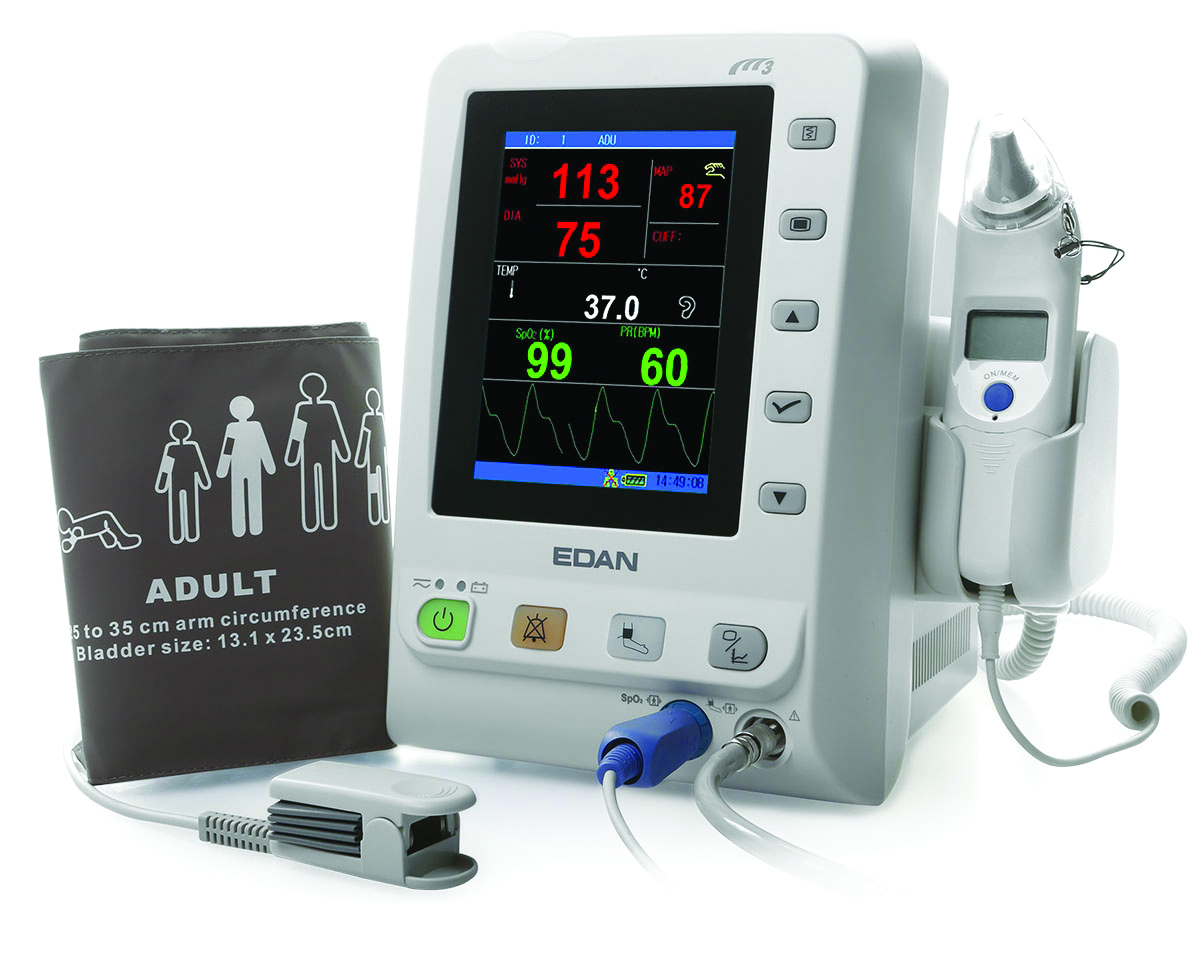 M3
ID: 1 ADU
SYS
mmHg
113
MAP
87
DIA
75
CUFF:
TEMP °C
37.0
SpO₂(%) PR(BPM)
99 60
14:49:08
EDAN
SpO₂
ON/MEM
ADULT
5 to 35 cm arm circumference
Bladder size: 13.1 x 23.5cm